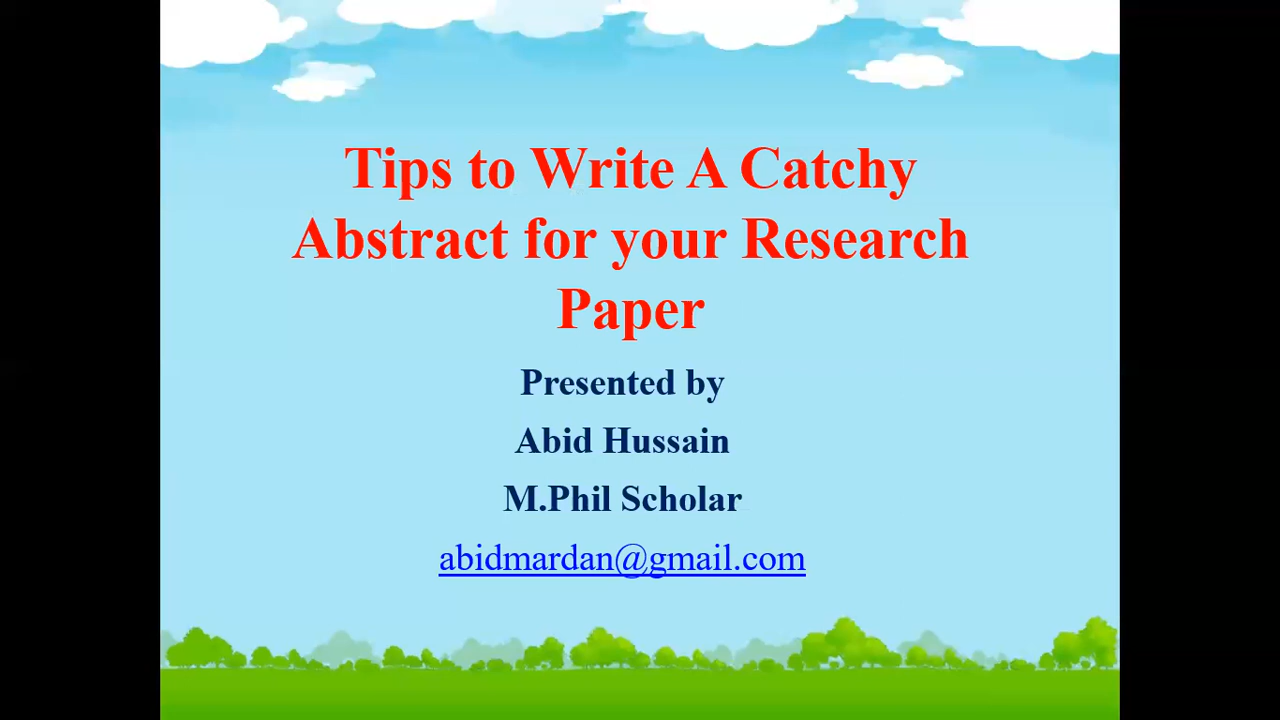 Tips to Write A Catchy
Abstract for your Research
Paper
Presented by
Abid Hussain
M.Phil Scholar
abidmardan@gmail.com